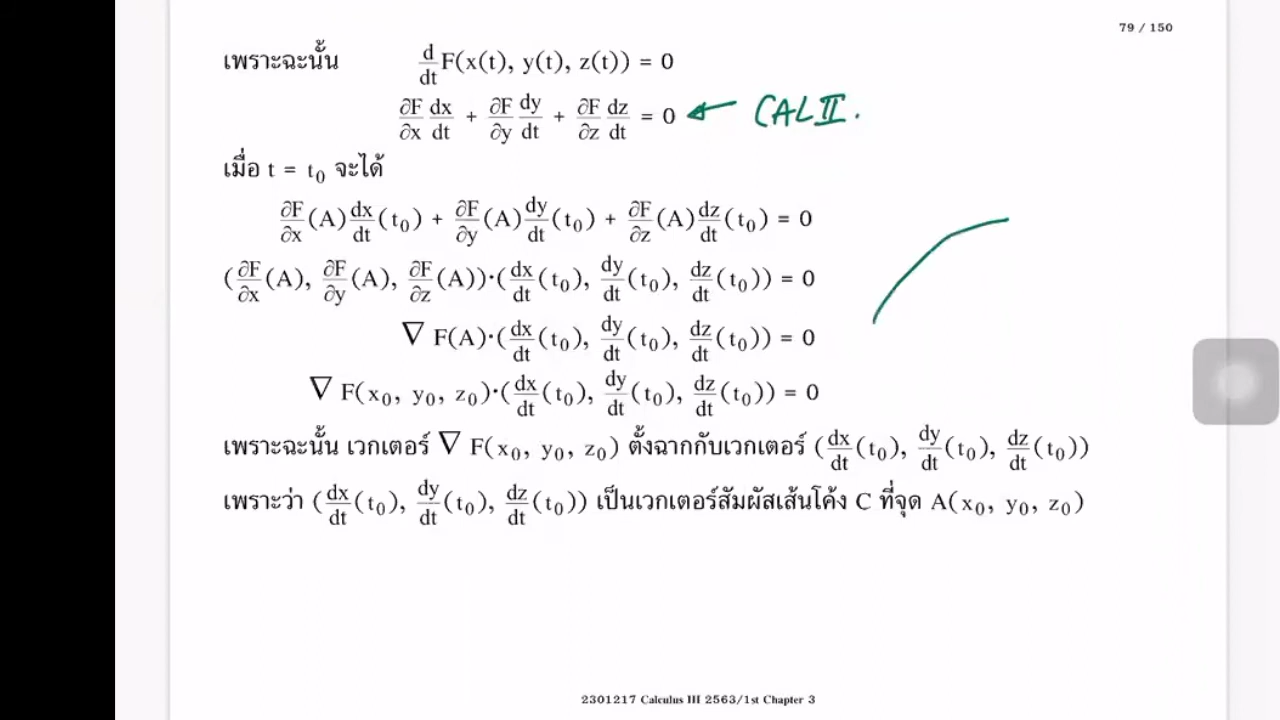 79 / 150
เพราะฉะนั้น d/dt F(x(t), y(t), z(t)) = 0
∂F/∂x dx/dt + ∂F/∂y dy/dt + ∂F/∂z dz/dt = 0 ← CAL II.
เมื่อ t = t₀ จะได้
∂F/∂x (A) dx/dt (t₀) + ∂F/∂y (A) dy/dt (t₀) + ∂F/∂z (A) dz/dt (t₀) = 0
(∂F/∂x (A), ∂F/∂y (A), ∂F/∂z (A))·(dx/dt (t₀), dy/dt (t₀), dz/dt (t₀)) = 0
∇ F(A)·(dx/dt (t₀), dy/dt (t₀), dz/dt (t₀)) = 0
∇ F(x₀, y₀, z₀)·(dx/dt (t₀), dy/dt (t₀), dz/dt (t₀)) = 0
เพราะฉะนั้น เวกเตอร์ ∇ F(x₀, y₀, z₀) ตั้งฉากกับเวกเตอร์ (dx/dt (t₀), dy/dt (t₀), dz/dt (t₀))
เพราะว่า (dx/dt (t₀), dy/dt (t₀), dz/dt (t₀)) เป็นเวกเตอร์สัมผัสเส้นโค้ง C ที่จุด A(x₀, y₀, z₀)
2301217 Calculus III 2563/1st Chapter 3